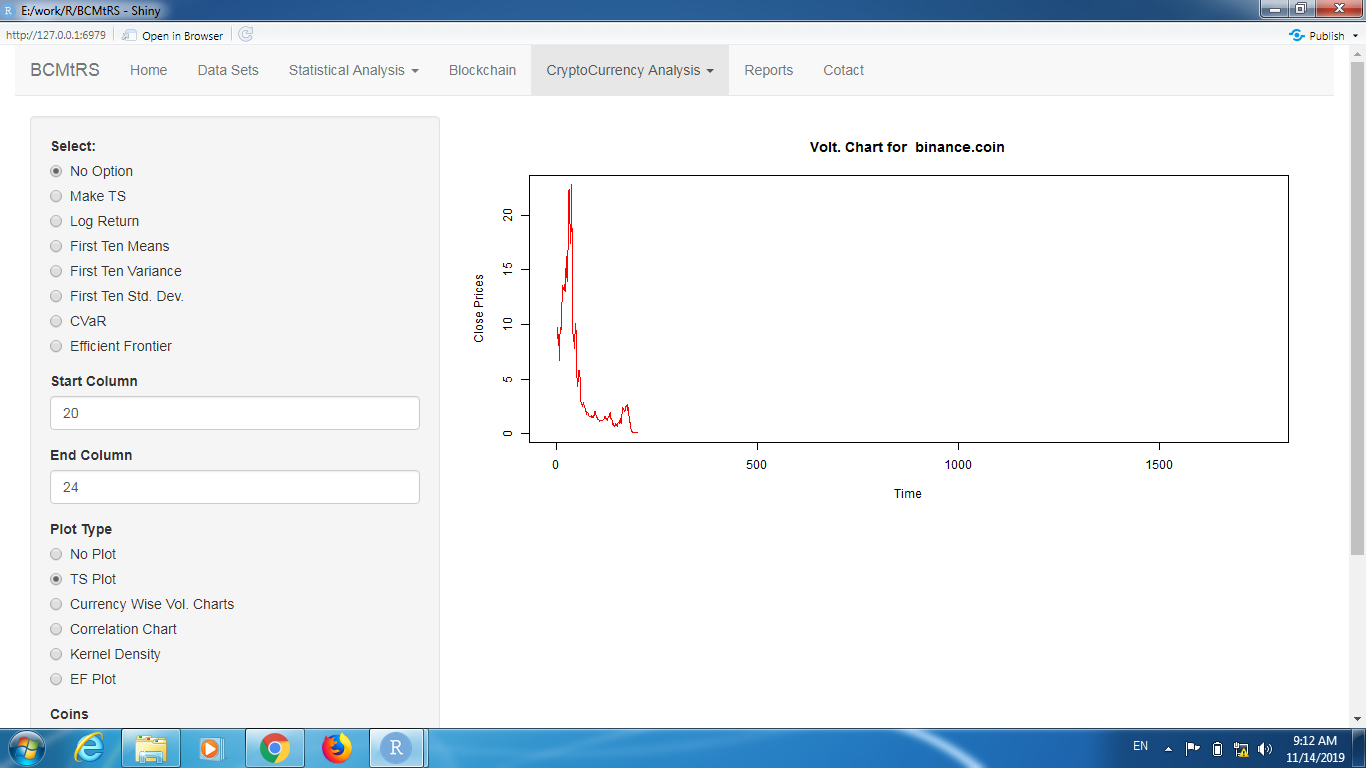 E:/work/R/BCMtRS - Shiny
http://127.0.0.1:6979 Open in Browser Publish
BCMtRS Home Data Sets Statistical Analysis Blockchain CryptoCurrency Analysis Reports Cotact
Select:
No Option
Make TS
Log Return
First Ten Means
First Ten Variance
First Ten Std. Dev.
CVaR
Efficient Frontier
Start Column
20
End Column
24
Plot Type
No Plot
TS Plot
Currency Wise Vol. Charts
Correlation Chart
Kernel Density
EF Plot
Coins
Volt. Chart for binance.coin
Close Prices
20
15
10
5
0
0 500 1000 1500
Time
R
EN
9:12 AM
11/14/2019